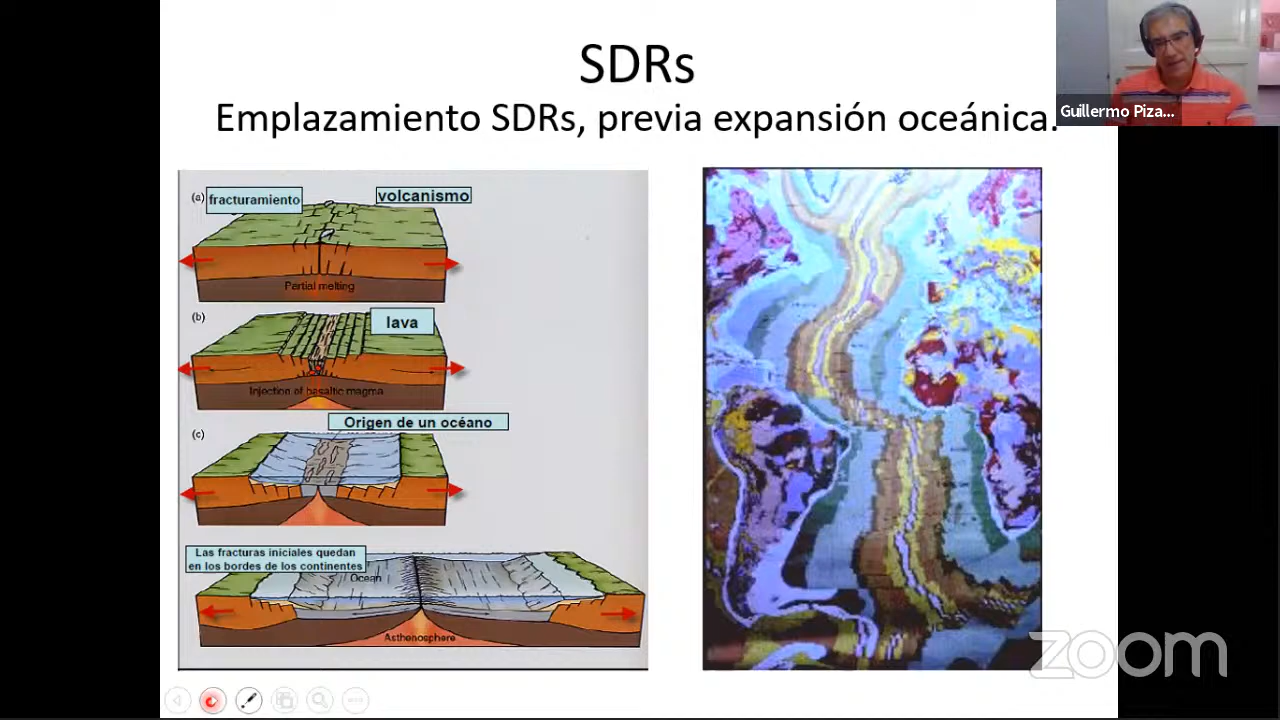 SDRs
Emplazamiento SDRs, previa expansión oceánica.
Guillermo Piza...
(a)
fracturamiento
volcanismo
Partial melting
(b)
lava
Injection of basaltic magma
(c)
Origen de un océano
Las fracturas iniciales quedan
en los bordes de los continentes
Ocean
Asthenosphere
zoom